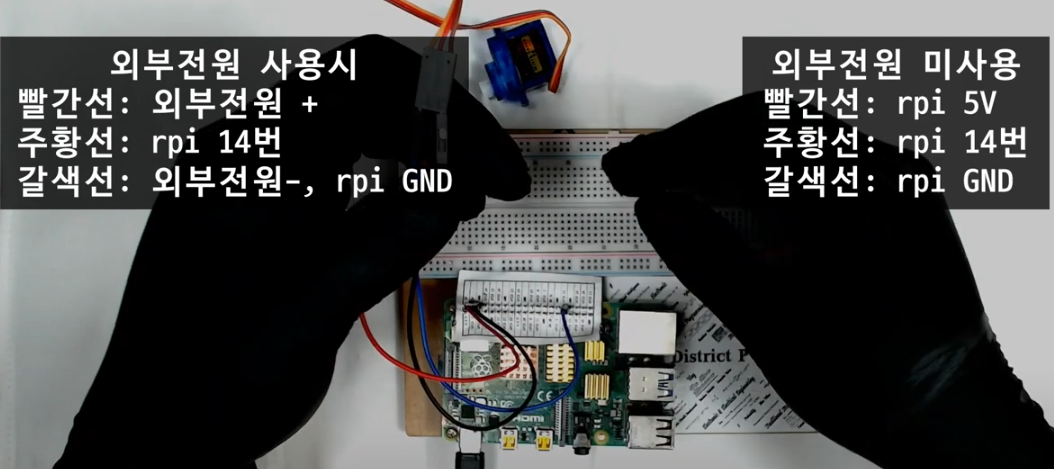 외부전원 사용시
빨간선: 외부전원 +
주황선: rpi 14번
갈색선: 외부전원-, rpi GND
외부전원 미사용
빨간선: rpi 5V
주황선: rpi 14번
갈색선: rpi GND
District P
HDMI